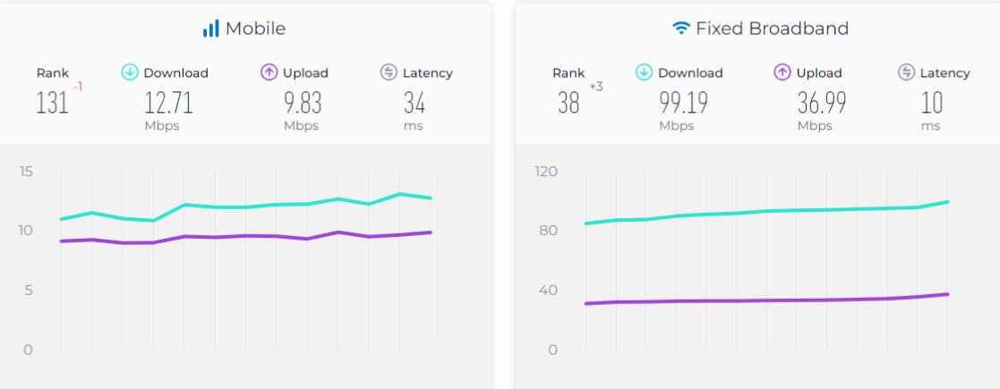 Mobile
Rank Download Upload Latency
131 -1 12.71 9.83 34
Mbps Mbps ms
15
10
5
0
Fixed Broadband
Rank Download Upload Latency
38 +3 99.19 36.99 10
Mbps Mbps ms
120
80
40
0